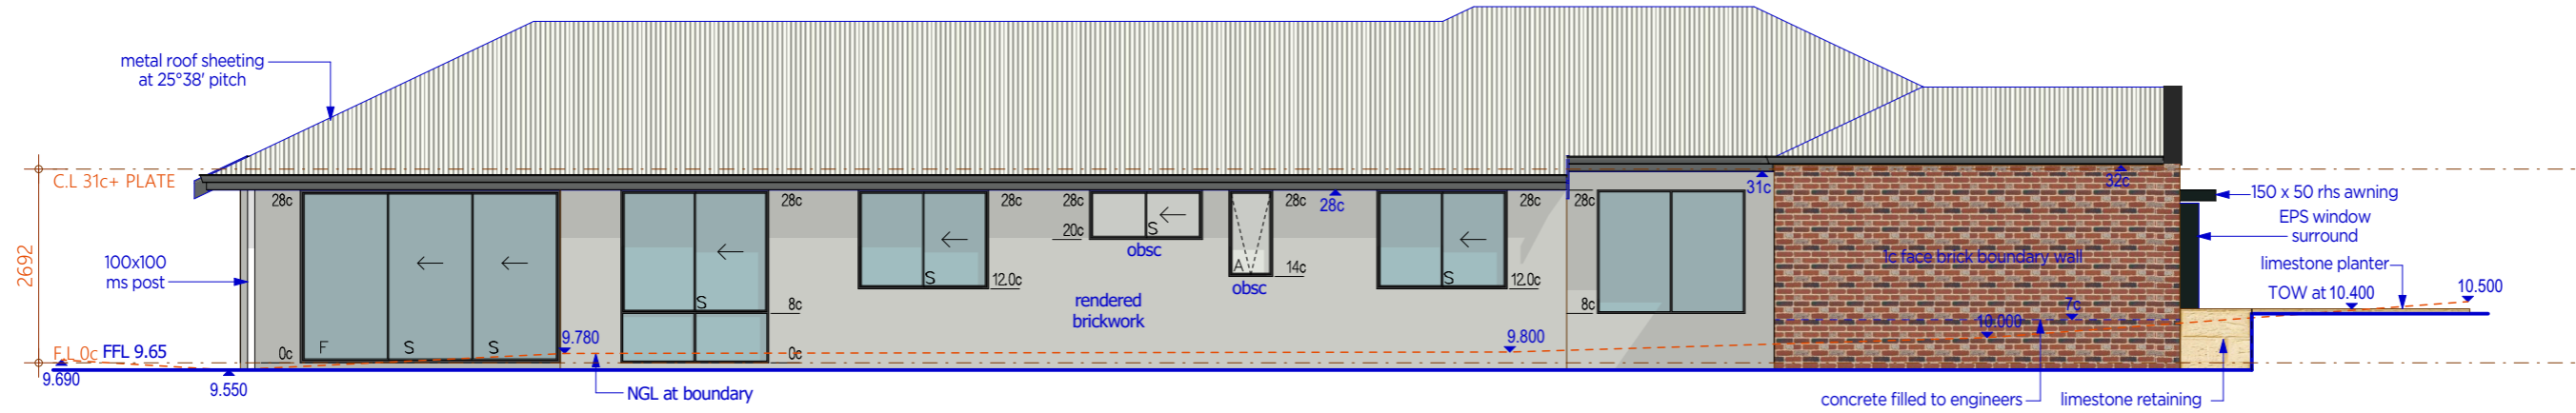 metal roof sheeting
at 25°38' pitch
C.L 31c+ PLATE
2692
100x100
ms post
F.L 0c FFL 9.65
9.690
9.550
28c
0c
F
S
S
28c
8c
0c
S
9.780
NGL at boundary
28c
12.0c
S
28c
20c
S
obsc
rendered
brickwork
28c
14c
A
obsc
28c
28c
12.0c
S
9.800
28c
8c
31c
32c
1c face brick boundary wall
7c
10.000
concrete filled to engineers
limestone retaining
150 x 50 rhs awning
EPS window
surround
limestone planter
TOW at 10.400
10.500